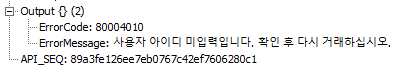 Output {} (2)
ErrorCode: 80004010
ErrorMessage: 사용자 아이디 미입력입니다. 확인 후 다시 거래하십시오.
API_SEQ: 89a3fe126ee7eb0767c42ef7606280c1